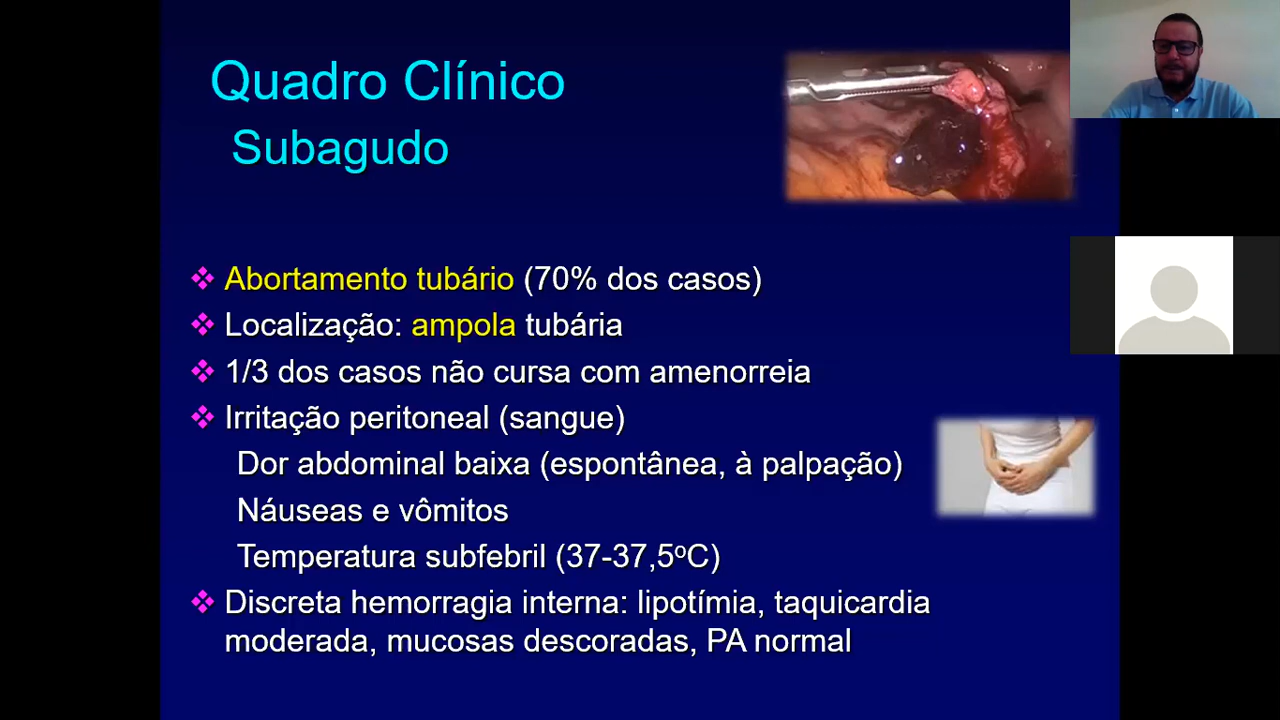 Quadro Clínico
Subagudo
❖ Abortamento tubário (70% dos casos)
❖ Localização: ampola tubária
❖ 1/3 dos casos não cursa com amenorreia
❖ Irritação peritoneal (sangue)
Dor abdominal baixa (espontânea, à palpação)
Náuseas e vômitos
Temperatura subfebril (37-37,5ºC)
❖ Discreta hemorragia interna: lipotímia, taquicardia
moderada, mucosas descoradas, PA normal